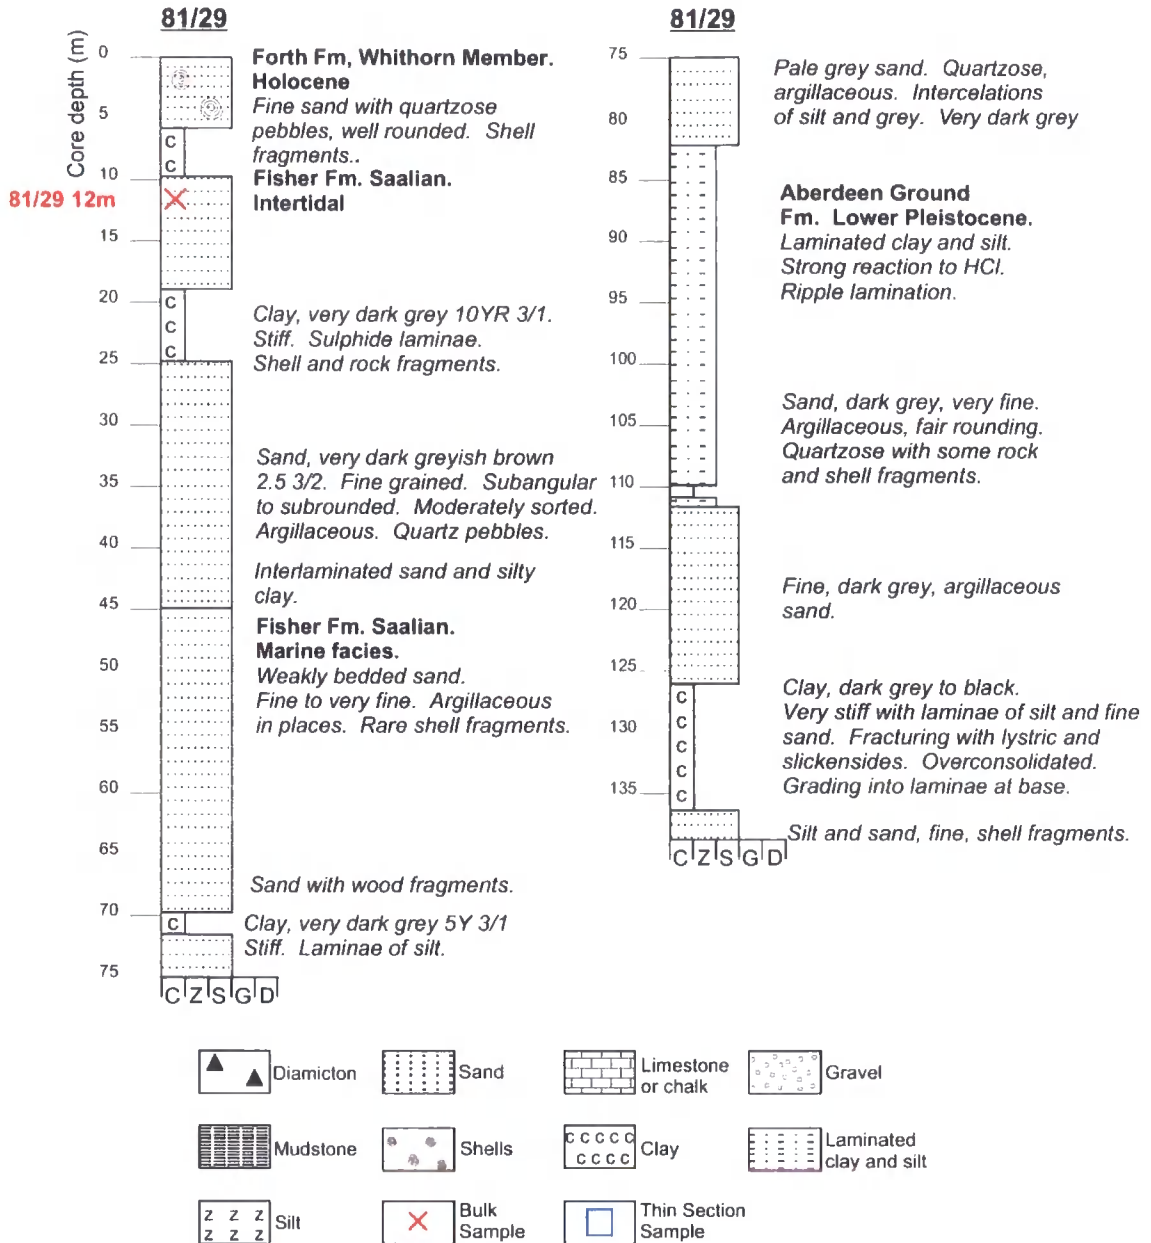 81/29
Core depth (m)
0
5
10
15
20
25
30
35
40
45
50
55
60
65
70
75
81/29 12m
C
C
C
C
C
C
C Z S G D
Forth Fm, Whithorn Member.
Holocene
Fine sand with quartzose
pebbles, well rounded. Shell
fragments..
Fisher Fm. Saalian.
Intertidal
Clay, very dark grey 10YR 3/1.
Stiff. Sulphide laminae.
Shell and rock fragments.
Sand, very dark greyish brown
2.5 3/2. Fine grained. Subangular
to subrounded. Moderately sorted.
Argillaceous. Quartz pebbles.
Interlaminated sand and silty
clay.
Fisher Fm. Saalian.
Marine facies.
Weakly bedded sand.
Fine to very fine. Argillaceous
in places. Rare shell fragments.
Sand with wood fragments.
Clay, very dark grey 5Y 3/1
Stiff. Laminae of silt.
81/29
75
80
85
90
95
100
105
110
115
120
125
130
135
C
C
C
C
C
C Z S G D
Pale grey sand. Quartzose,
argillaceous. Intercelations
of silt and grey. Very dark grey
Aberdeen Ground
Fm. Lower Pleistocene.
Laminated clay and silt.
Strong reaction to HCl.
Ripple lamination.
Sand, dark grey, very fine.
Argillaceous, fair rounding.
Quartzose with some rock
and shell fragments.
Fine, dark grey, argillaceous
sand.
Clay, dark grey to black.
Very stiff with laminae of silt and fine
sand. Fracturing with lystric and
slickensides. Overconsolidated.
Grading into laminae at base.
Silt and sand, fine, shell fragments.
Diamicton
Sand
Limestone
or chalk
Gravel
Mudstone
Shells
C C C C C
C C C C
Clay
Laminated
clay and silt
Z Z Z
Z Z Z
Silt
Bulk
Sample
Thin Section
Sample